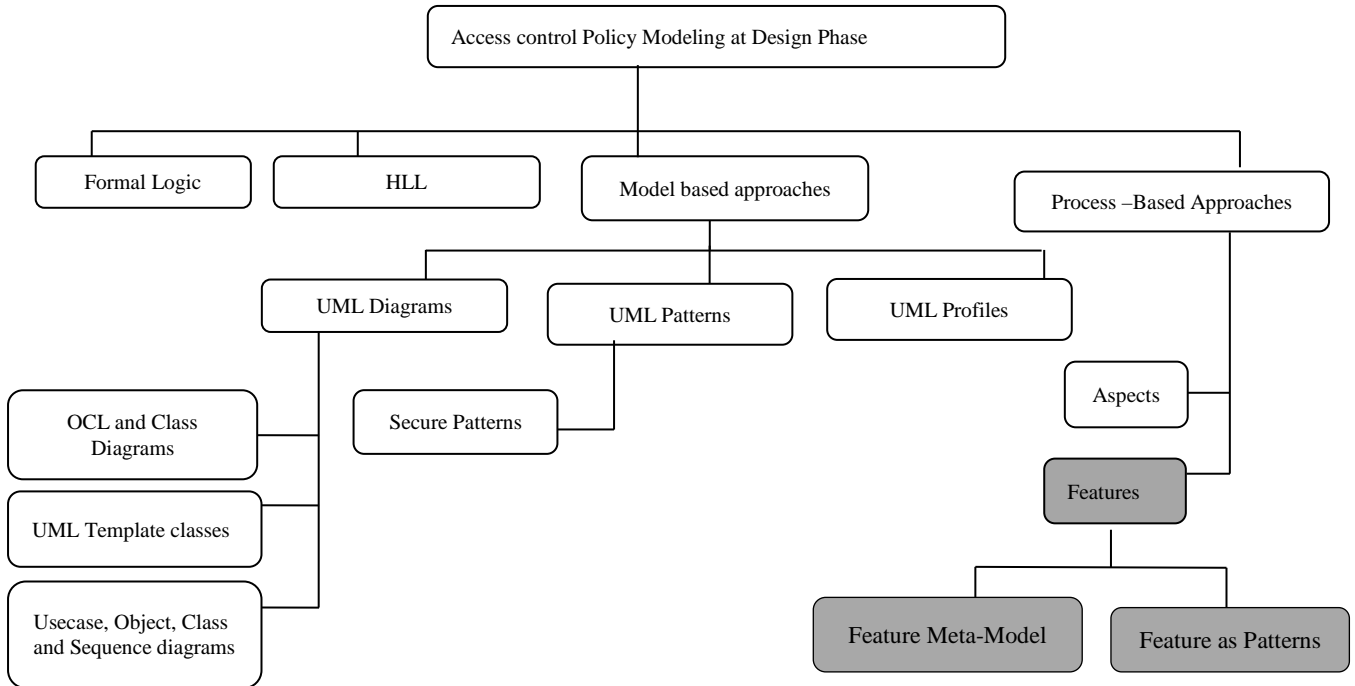 Access control Policy Modeling at Design Phase
Formal Logic
HLL
Model based approaches
Process –Based Approaches
UML Diagrams
UML Patterns
UML Profiles
OCL and Class
Diagrams
Secure Patterns
Aspects
UML Template classes
Features
Usecase, Object, Class
and Sequence diagrams
Feature Meta-Model
Feature as Patterns